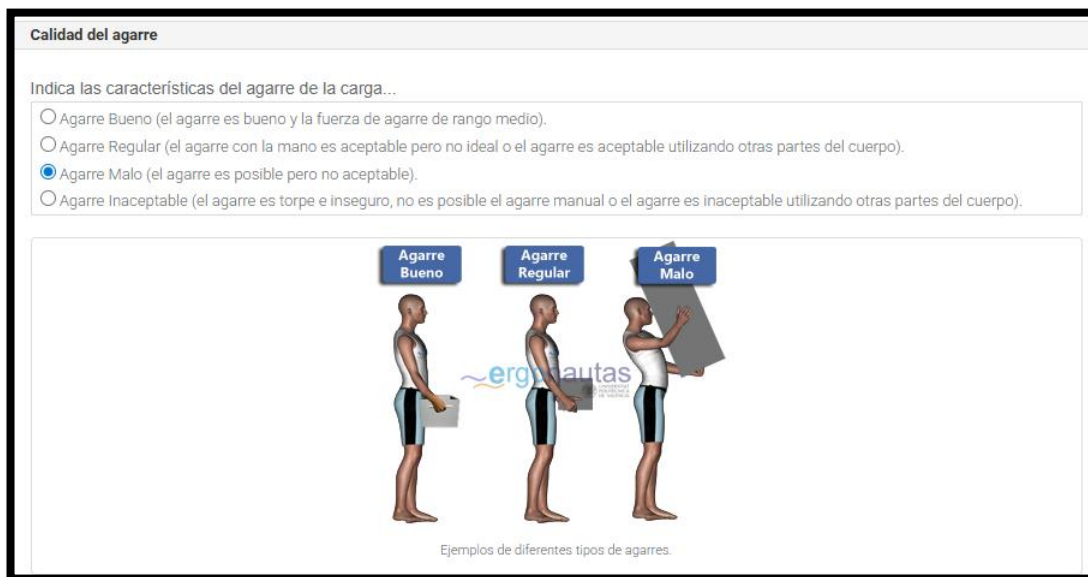 Calidad del agarre
Indica las características del agarre de la carga...
Agarre Bueno (el agarre es bueno y la fuerza de agarre de rango medio).
Agarre Regular (el agarre con la mano es aceptable pero no ideal o el agarre es aceptable utilizando otras partes del cuerpo).
Agarre Malo (el agarre es posible pero no aceptable).
Agarre Inaceptable (el agarre es torpe e inseguro, no es posible el agarre manual o el agarre es inaceptable utilizando otras partes del cuerpo).
Agarre
Bueno
Agarre
Regular
Agarre
Malo
ergonautas
UNIVERSITAT
POLITÈCNICA
DE VALÈNCIA
Ejemplos de diferentes tipos de agarres.